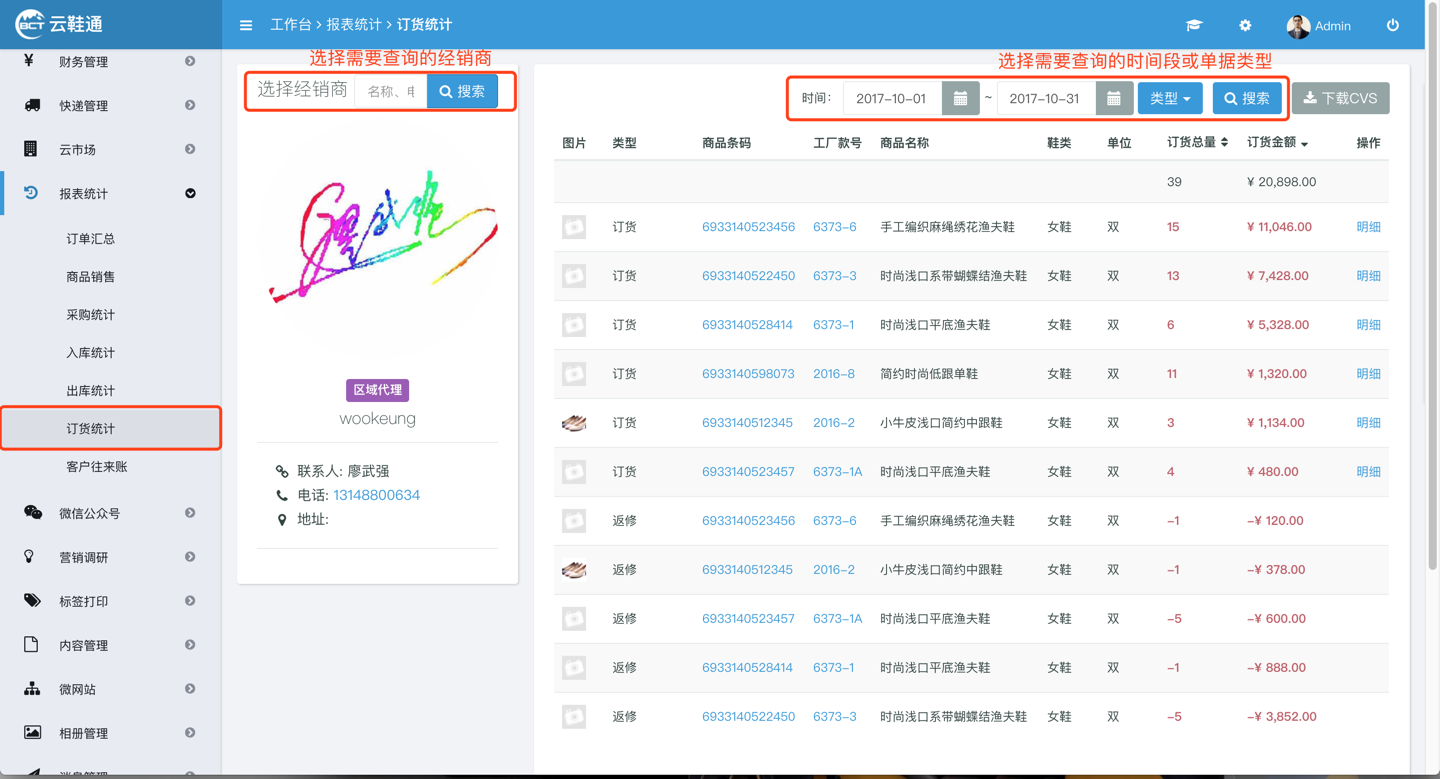 BCT 云鞋通
工作台 > 报表统计 > 订货统计
Admin
财务管理
快递管理
云市场
报表统计
订单汇总
商品销售
采购统计
入库统计
出库统计
订货统计
客户往来账
微信公众号
营销调研
标签打印
内容管理
微网站
相册管理
选择需要查询的经销商
选择经销商 名称、电 搜索
区域代理
wookeung
联系人: 廖武强
电话: 13148800634
地址:
选择需要查询的时间段或单据类型
时间: 2017-10-01 ~ 2017-10-31 类型 搜索 下载CVS
图片 类型 商品条码 工厂款号 商品名称 鞋类 单位 订货总量 订货金额 操作
39 ¥ 20,898.00
订货 6933140523456 6373-6 手工编织麻绳绣花渔夫鞋 女鞋 双 15 ¥ 11,046.00 明细
订货 6933140522450 6373-3 时尚浅口系带蝴蝶结渔夫鞋 女鞋 双 13 ¥ 7,428.00 明细
订货 6933140528414 6373-1 时尚浅口平底渔夫鞋 女鞋 双 6 ¥ 5,328.00 明细
订货 6933140598073 2016-8 简约时尚低跟单鞋 女鞋 双 11 ¥ 1,320.00 明细
订货 6933140512345 2016-2 小牛皮浅口简约中跟鞋 女鞋 双 3 ¥ 1,134.00 明细
订货 6933140523457 6373-1A 时尚浅口平底渔夫鞋 女鞋 双 4 ¥ 480.00 明细
返修 6933140523456 6373-6 手工编织麻绳绣花渔夫鞋 女鞋 双 -1 -¥ 120.00
返修 6933140512345 2016-2 小牛皮浅口简约中跟鞋 女鞋 双 -1 -¥ 378.00
返修 6933140523457 6373-1A 时尚浅口平底渔夫鞋 女鞋 双 -5 -¥ 600.00
返修 6933140528414 6373-1 时尚浅口平底渔夫鞋 女鞋 双 -1 -¥ 888.00
返修 6933140522450 6373-3 时尚浅口系带蝴蝶结渔夫鞋 女鞋 双 -5 -¥ 3,852.00